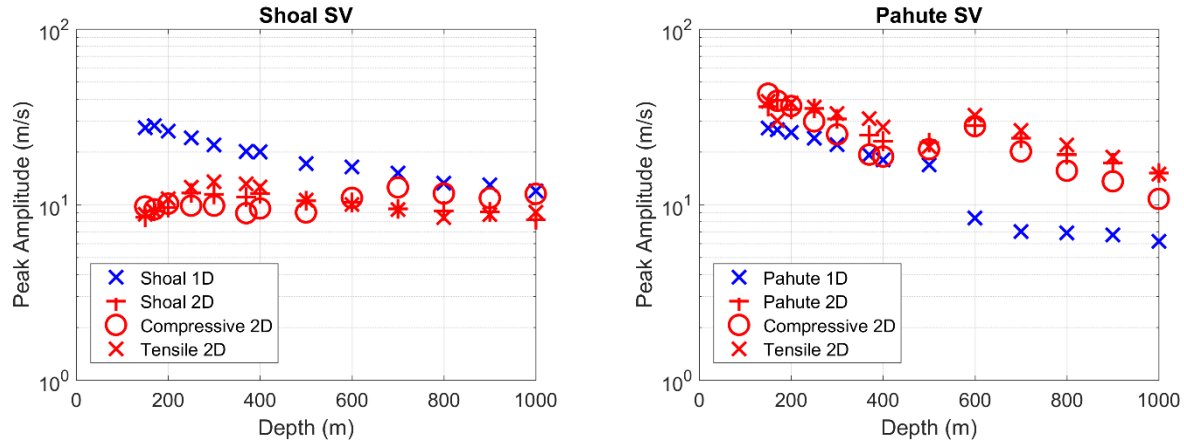 Shoal SV
10^2
10^1
10^0
Peak Amplitude (m/s)
Shoal 1D
Shoal 2D
Compressive 2D
Tensile 2D
0 200 400 600 800 1000
Depth (m)
Pahute SV
10^2
10^1
10^0
Peak Amplitude (m/s)
Pahute 1D
Pahute 2D
Compressive 2D
Tensile 2D
0 200 400 600 800 1000
Depth (m)